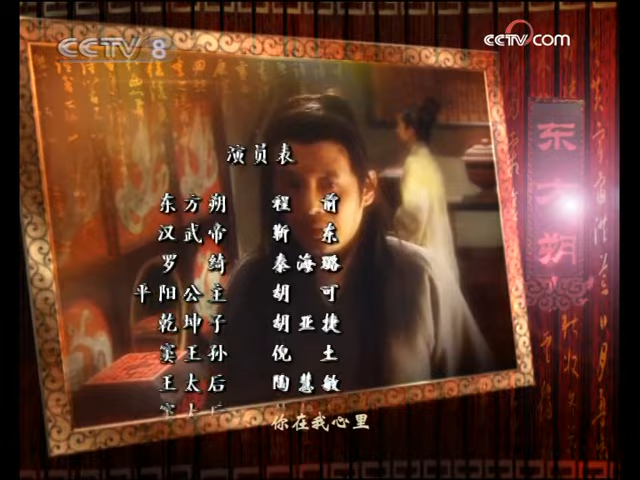 CCTV 8
CCTV.com
东方朔
演员表
东方朔 程前
汉武帝 靳东
罗绮 秦海璐
平阳公主 胡可
乾坤子 胡亚捷
窦王孙 倪土
王太后 陶慧敏
你在我心里